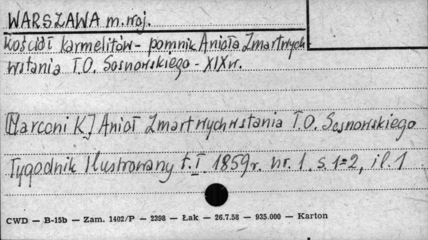 WARSZAWA m. woj.
Kościół karmelitów - pomnik Anioła Zmartwych
wstania T.O. Sosnowskiego - XIX w.
[Marconi K] Anioł Zmartwychwstania T.O. Sosnowskiego
Tygodnik Ilustrowany t. I 1859 r. nr. 1. s. 1-2, il. 1
CWD — B-15b — Zam. 1402/P — 2398 — Łak — 26.7.58 — 935.000 — Karton